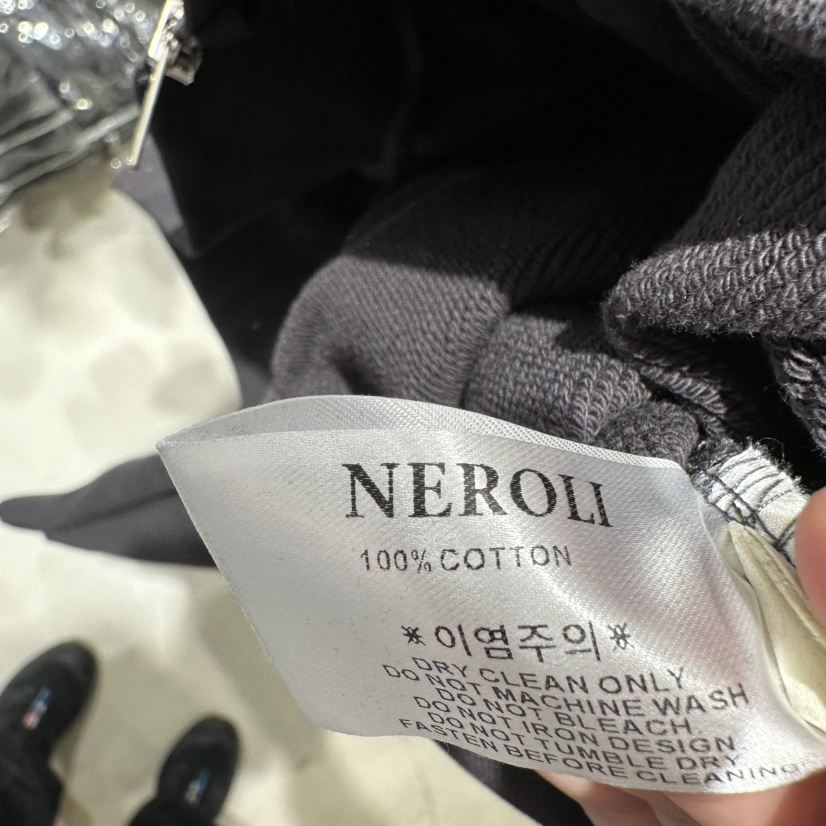 NEROLI
100% COTTON
※이염주의※
DRY CLEAN ONLY
DO NOT MACHINE WASH
DO NOT BLEACH
DO NOT IRON DESIGN
DO NOT TUMBLE DRY
FASTEN BEFORE CLEANING